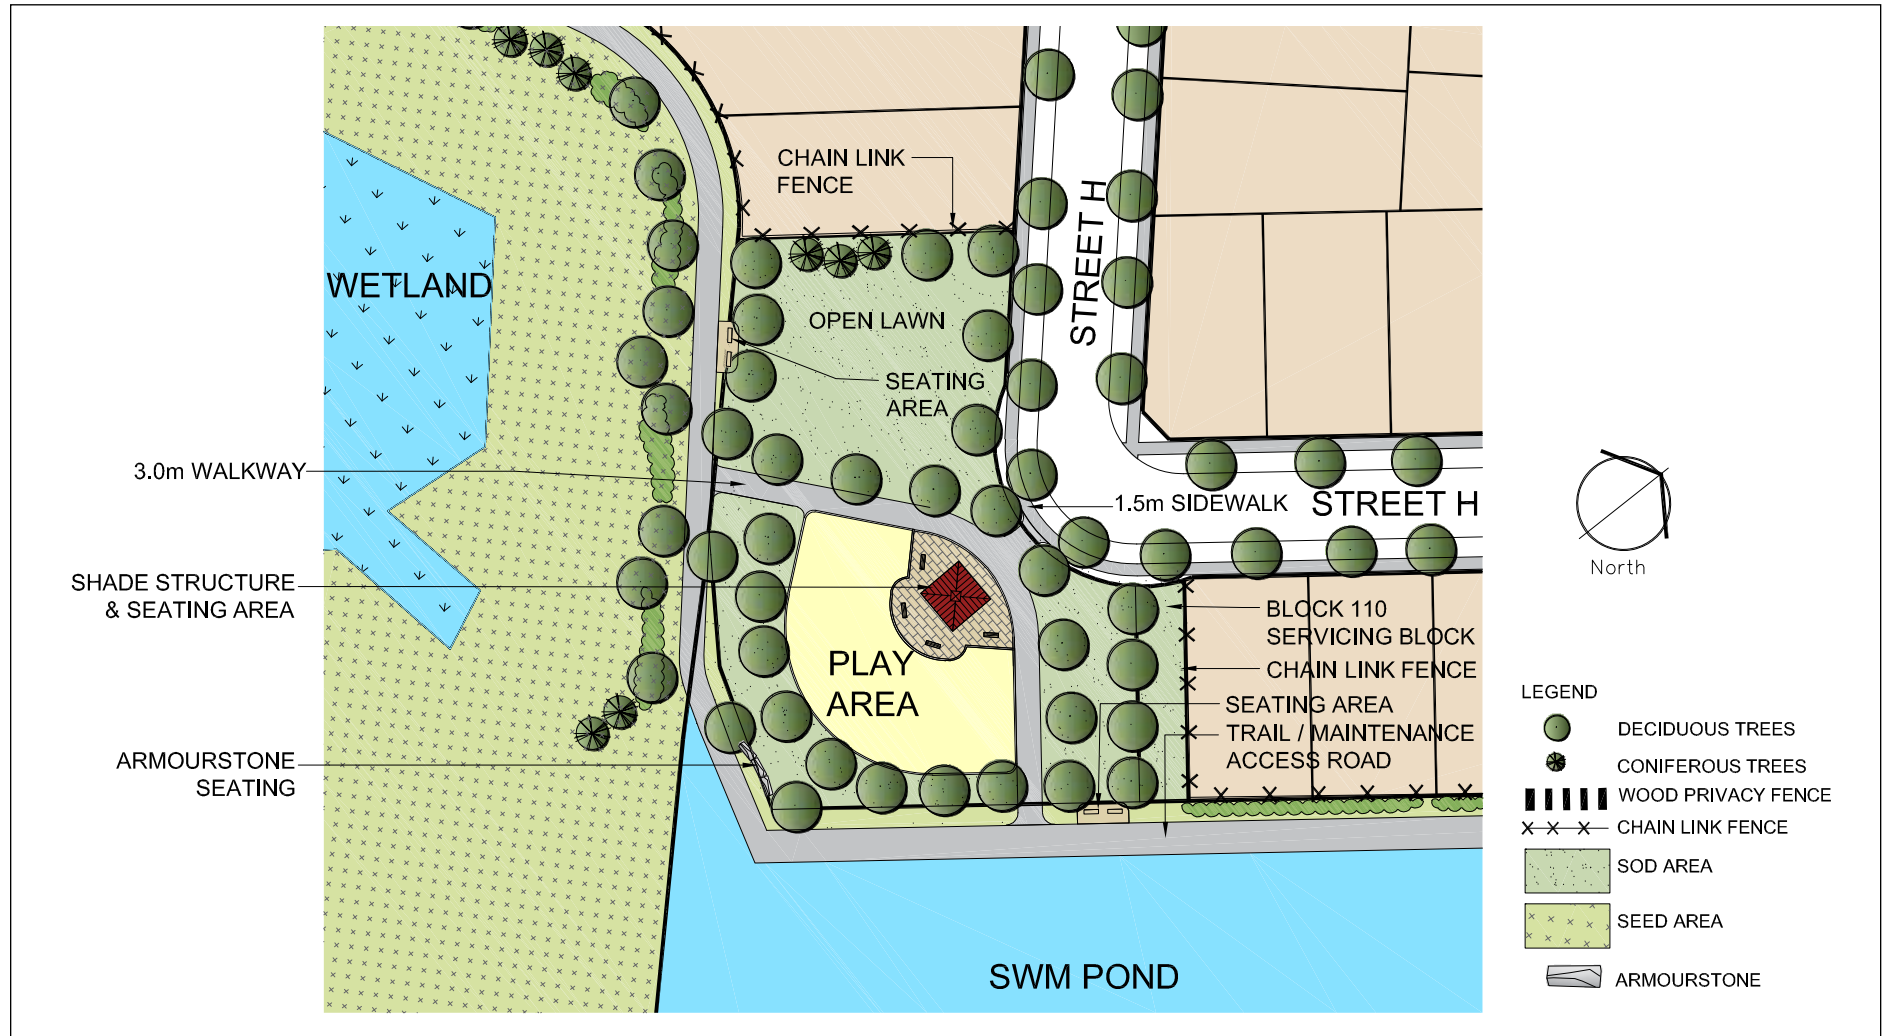 CHAIN LINK
FENCE
STREET H
WETLAND
OPEN LAWN
SEATING
AREA
3.0m WALKWAY
1.5m SIDEWALK
STREET H
North
SHADE STRUCTURE
& SEATING AREA
BLOCK 110
SERVICING BLOCK
CHAIN LINK FENCE
PLAY
AREA
SEATING AREA
TRAIL / MAINTENANCE
ACCESS ROAD
ARMOURSTONE
SEATING
SWM POND
LEGEND
DECIDUOUS TREES
CONIFEROUS TREES
WOOD PRIVACY FENCE
CHAIN LINK FENCE
SOD AREA
SEED AREA
ARMOURSTONE